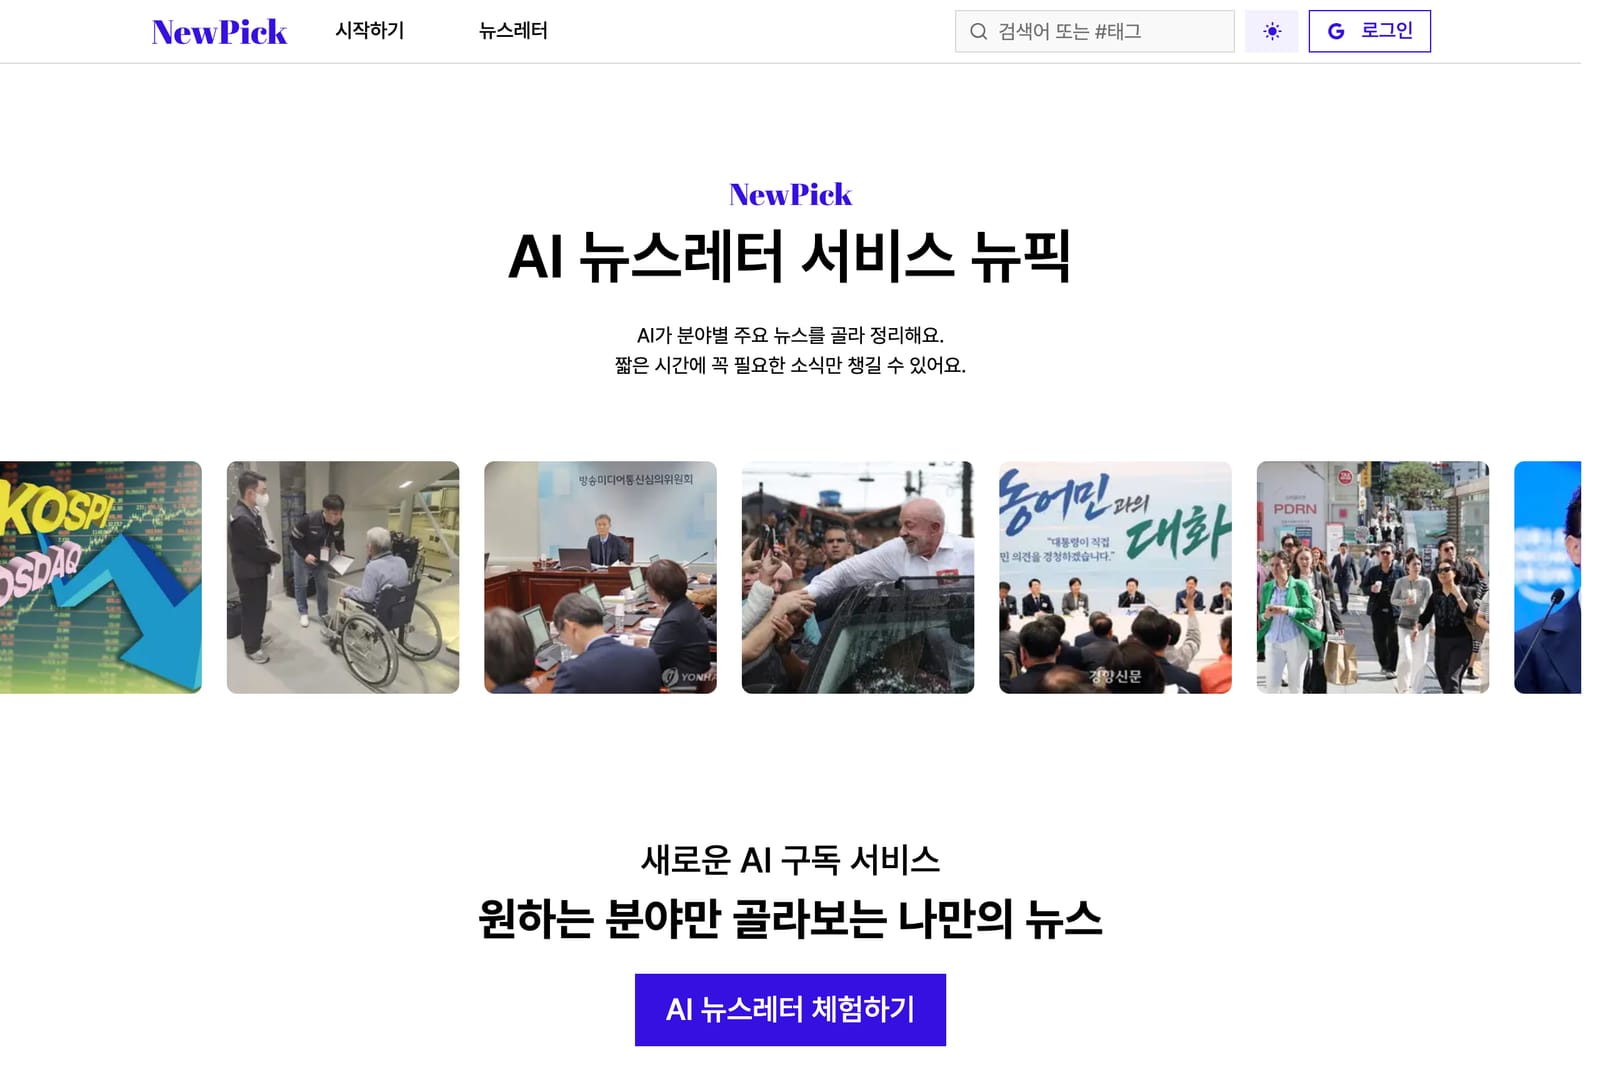 NewPick
시작하기
뉴스레터
검색어 또는 #태그
G 로그인
NewPick
AI 뉴스레터 서비스 뉴픽
AI가 분야별 주요 뉴스를 골라 정리해요.
짧은 시간에 꼭 필요한 소식만 챙길 수 있어요.
KOSPI
OSDAQ
방송미디어통신심의위원회
YONHA
동어민과의
대화
"대통령이 직접
민 의견을 경청하겠습니다."
경향신문
PDRN
새로운 AI 구독 서비스
원하는 분야만 골라보는 나만의 뉴스
AI 뉴스레터 체험하기